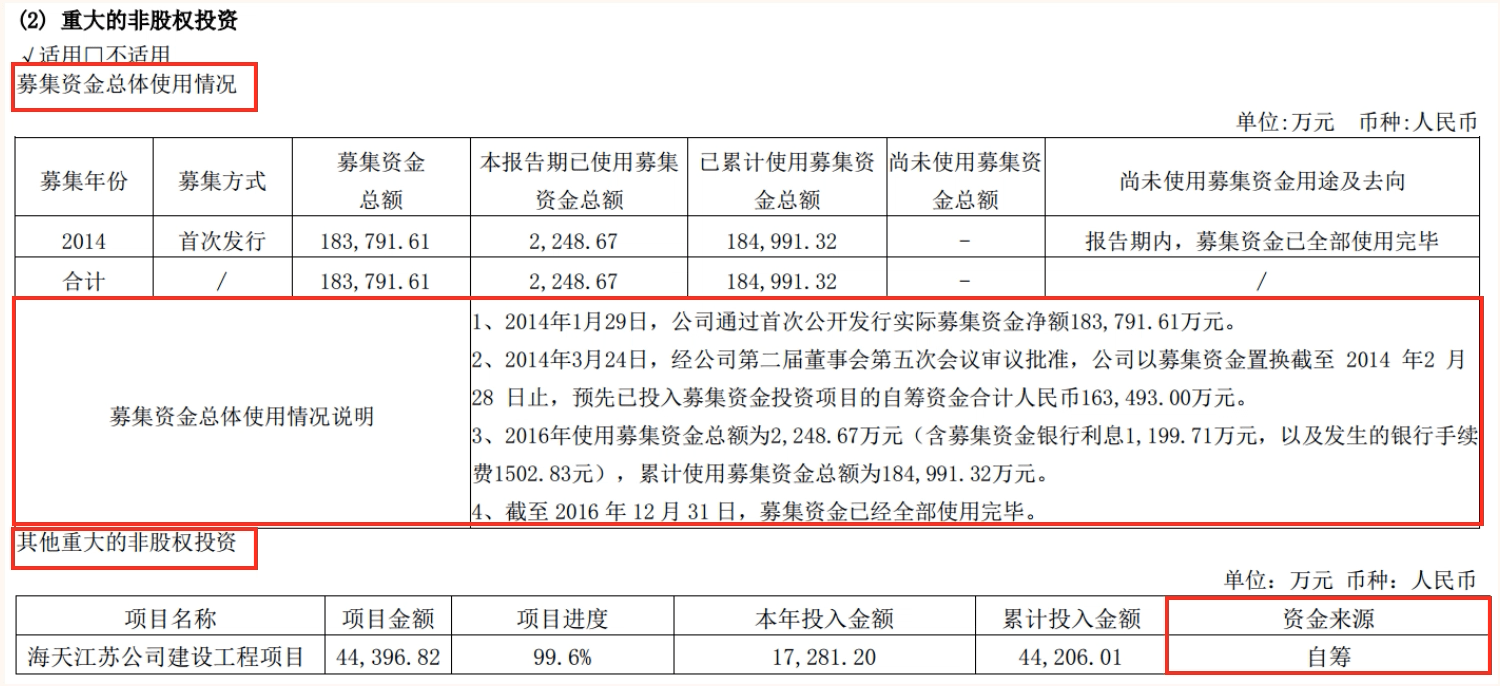 (2) 重大的非股权投资
√适用□不适用
募集资金总体使用情况
单位:万元 币种:人民币
募集年份 募集方式 募集资金总额 本报告期已使用募集资金总额 已累计使用募集资金总额 尚未使用募集资金总额 尚未使用募集资金用途及去向
2014 首次发行 183,791.61 2,248.67 184,991.32 - 报告期内，募集资金已全部使用完毕
合计 / 183,791.61 2,248.67 184,991.32 - /
募集资金总体使用情况说明
1、2014年1月29日，公司通过首次公开发行实际募集资金净额183,791.61万元。
2、2014年3月24日，经公司第二届董事会第五次会议审议批准，公司以募集资金置换截至 2014 年2 月
28 日止，预先已投入募集资金投资项目的自筹资金合计人民币163,493.00万元。
3、2016年使用募集资金总额为2,248.67万元（含募集资金银行利息1,199.71万元，以及发生的银行手续
费1502.83元），累计使用募集资金总额为184,991.32万元。
4、截至 2016 年 12 月 31 日，募集资金已经全部使用完毕。
其他重大的非股权投资
单位：万元 币种：人民币
项目名称 项目金额 项目进度 本年投入金额 累计投入金额 资金来源
海天江苏公司建设工程项目 44,396.82 99.6% 17,281.20 44,206.01 自筹